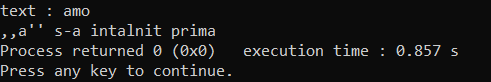 text : amo
,,a'' s-a intalnit prima
Process returned 0 (0x0)   execution time : 0.857 s
Press any key to continue.